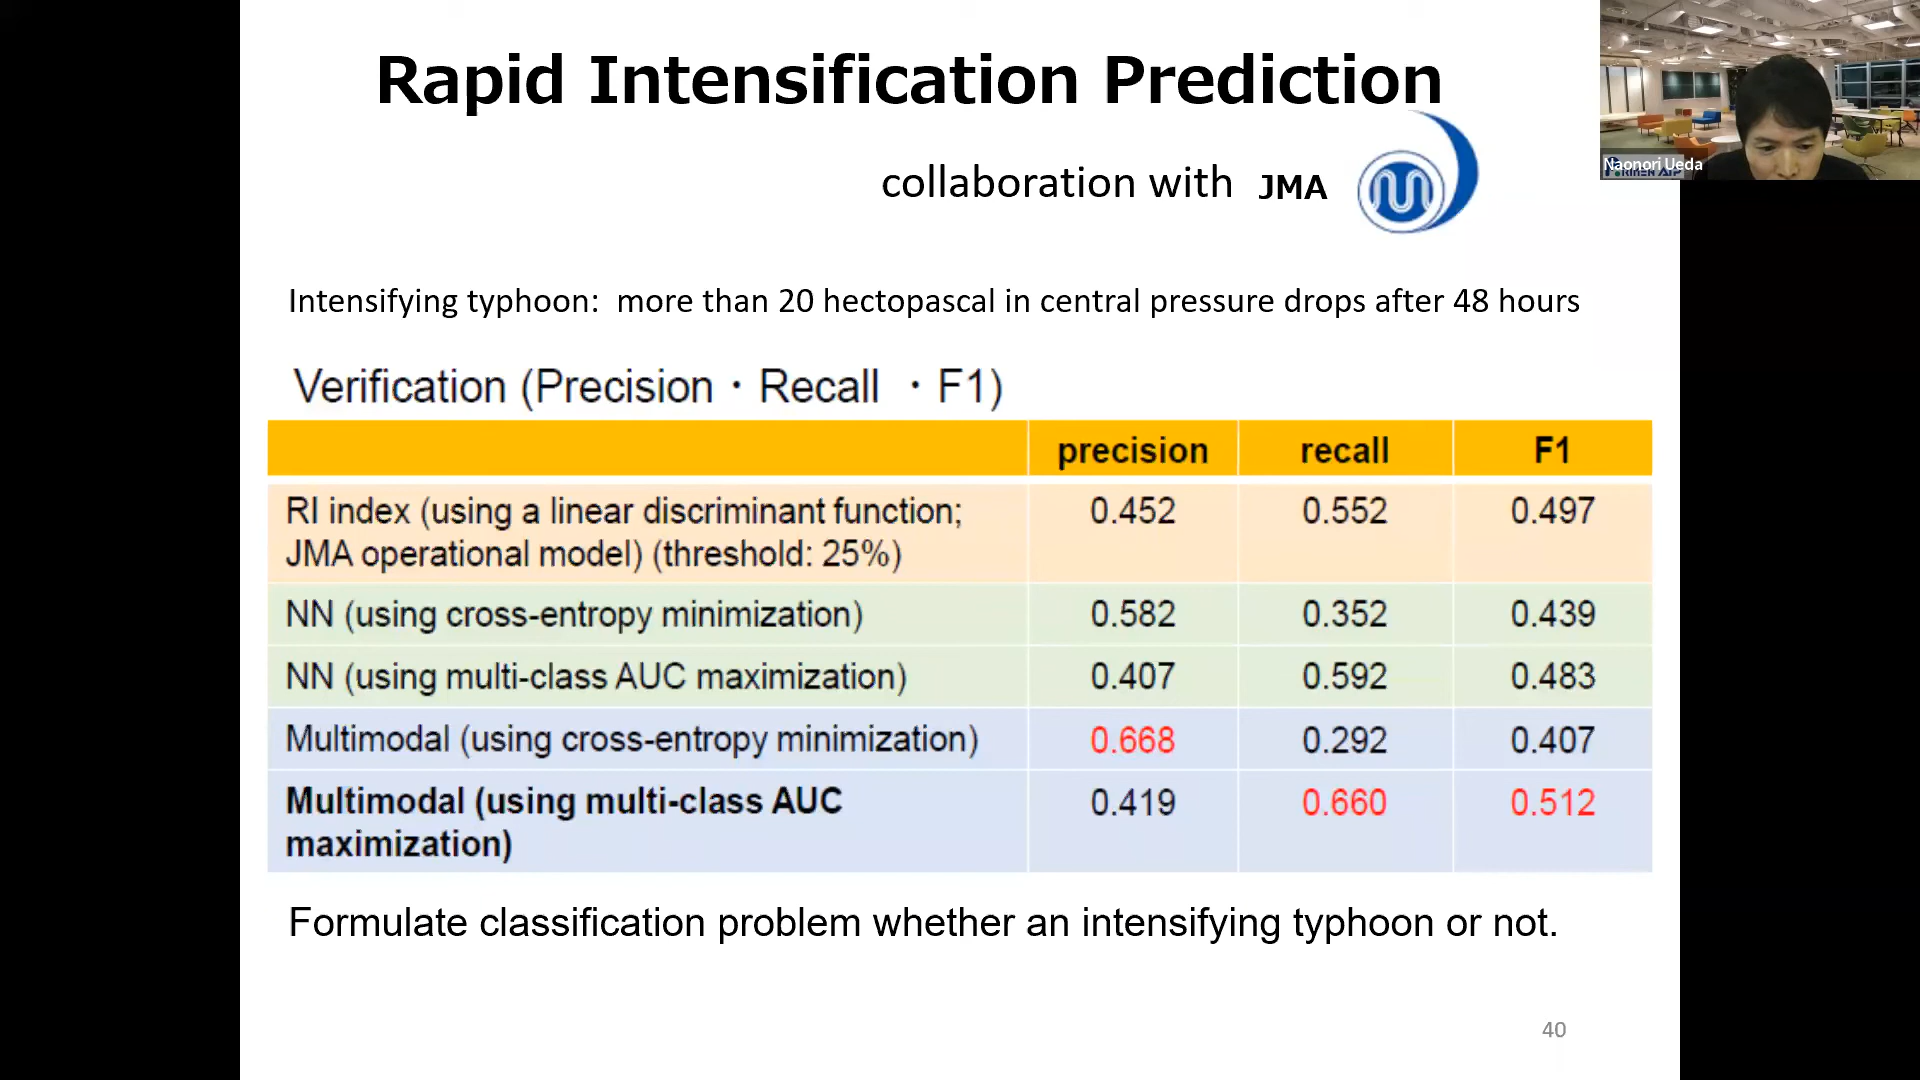 Rapid Intensification Prediction
collaboration with JMA
Naonori Ueda
Intensifying typhoon: more than 20 hectopascal in central pressure drops after 48 hours
Verification (Precision・Recall ・F1)
precision recall F1
RI index (using a linear discriminant function; 0.452 0.552 0.497
JMA operational model) (threshold: 25%)
NN (using cross-entropy minimization) 0.582 0.352 0.439
NN (using multi-class AUC maximization) 0.407 0.592 0.483
Multimodal (using cross-entropy minimization) 0.668 0.292 0.407
Multimodal (using multi-class AUC 0.419 0.660 0.512
maximization)
Formulate classification problem whether an intensifying typhoon or not.
40